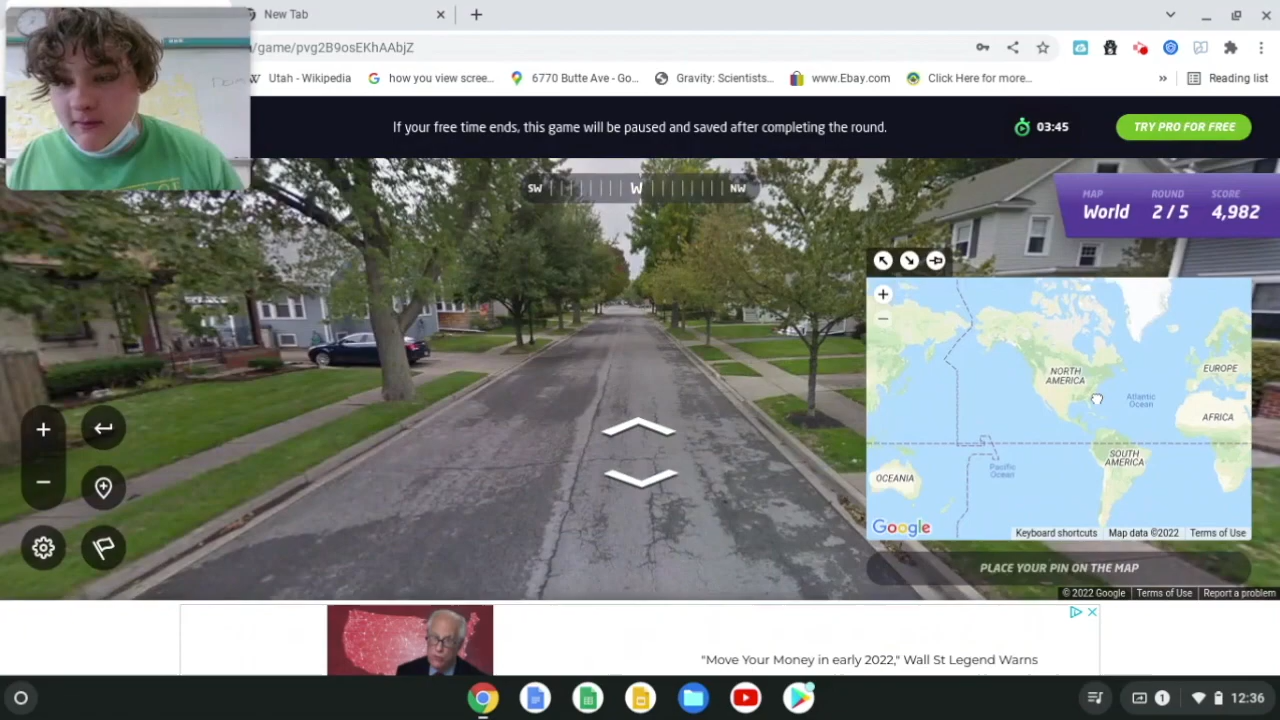 New Tab
/game/pvg2B9osEKhAAbjZ
Utah - Wikipedia
how you view scree...
6770 Butte Ave - Go...
Gravity: Scientists...
www.Ebay.com
Click Here for more...
»
Reading list
If your free time ends, this game will be paused and saved after completing the round.
03:45
TRY PRO FOR FREE
SW
W
NW
MAP
World
ROUND
2 / 5
SCORE
4,982
+
−
NORTH
AMERICA
EUROPE
Atlantic
Ocean
AFRICA
SOUTH
AMERICA
Pacific
Ocean
OCEANIA
Google
Keyboard shortcuts
Map data ©2022
Terms of Use
+
−
PLACE YOUR PIN ON THE MAP
© 2022 Google
Terms of Use
Report a problem
"Move Your Money in early 2022," Wall St Legend Warns
1
12:36